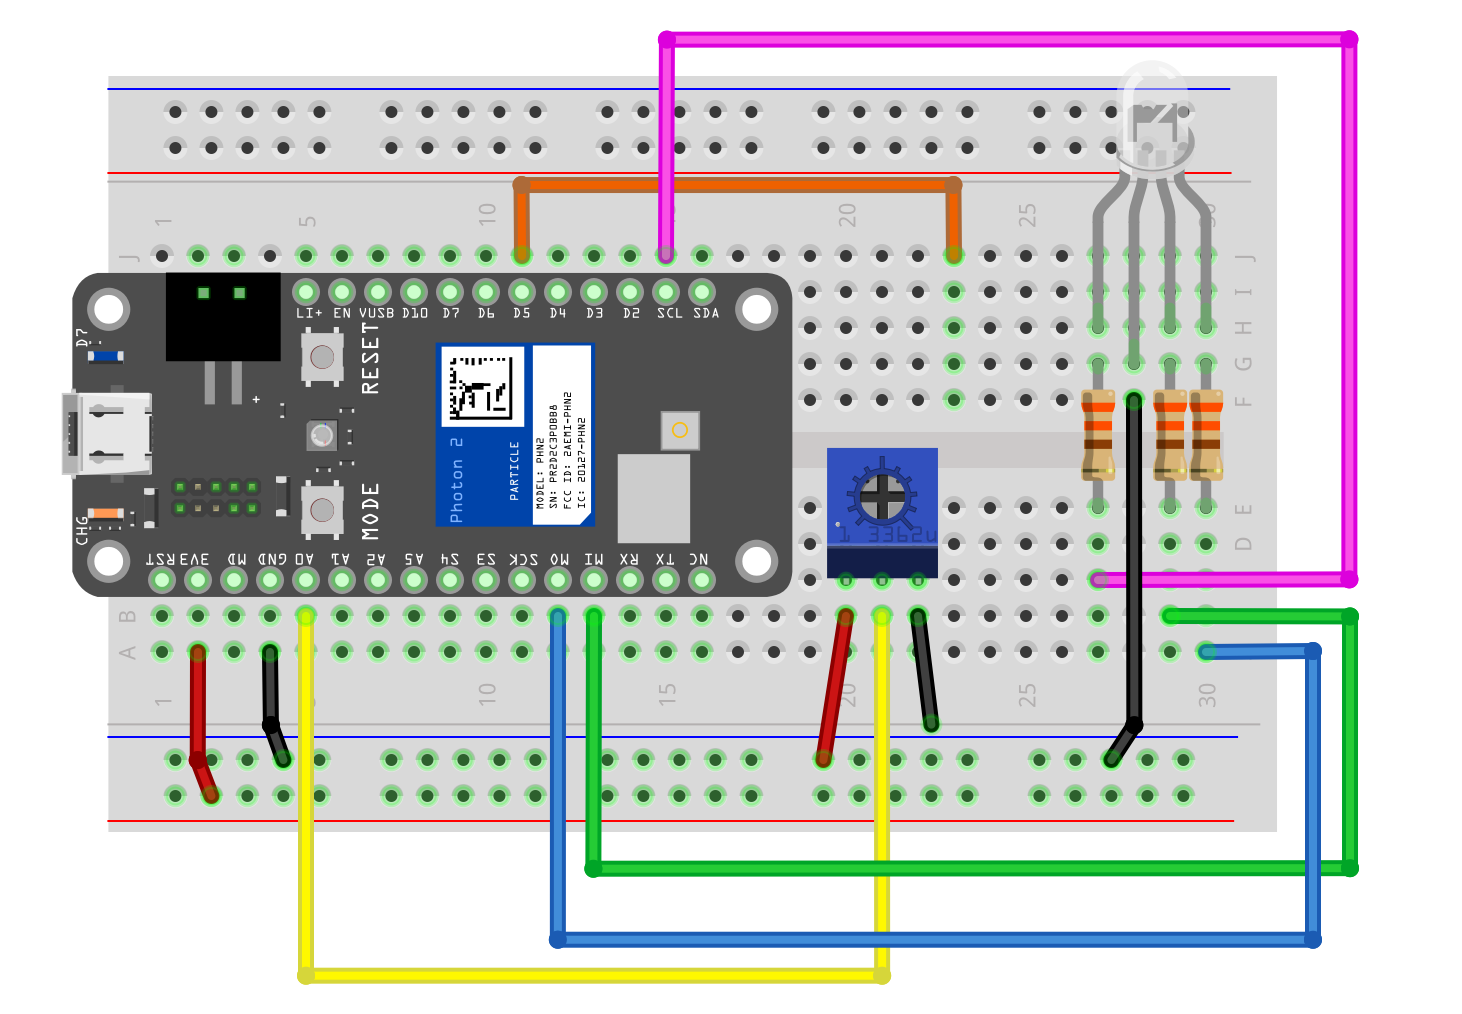 1 5 10 15 20 25 30
J J
I
H
G
F
E
D
B
A
LI+ EN VUSB D10 D7 D6 D5 D4 D3 D2 SCL SDA
D7
RESET
+
Photon 2
PARTICLE
MODEL: PHN2
FCC ID: 2AEMI-PHN2
IC: 20127-PHN2
MODE
CHG
RST 3V3 MD GND A0 A1 A2 A5 S4 S3 SCK MO MI RX TX NC
1 3362u
1 10 15 20 25 30